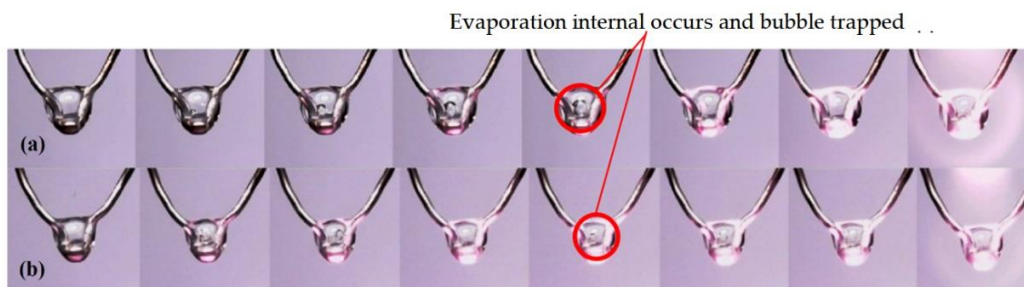 Evaporation internal occurs and bubble trapped . .
(a)
(b)